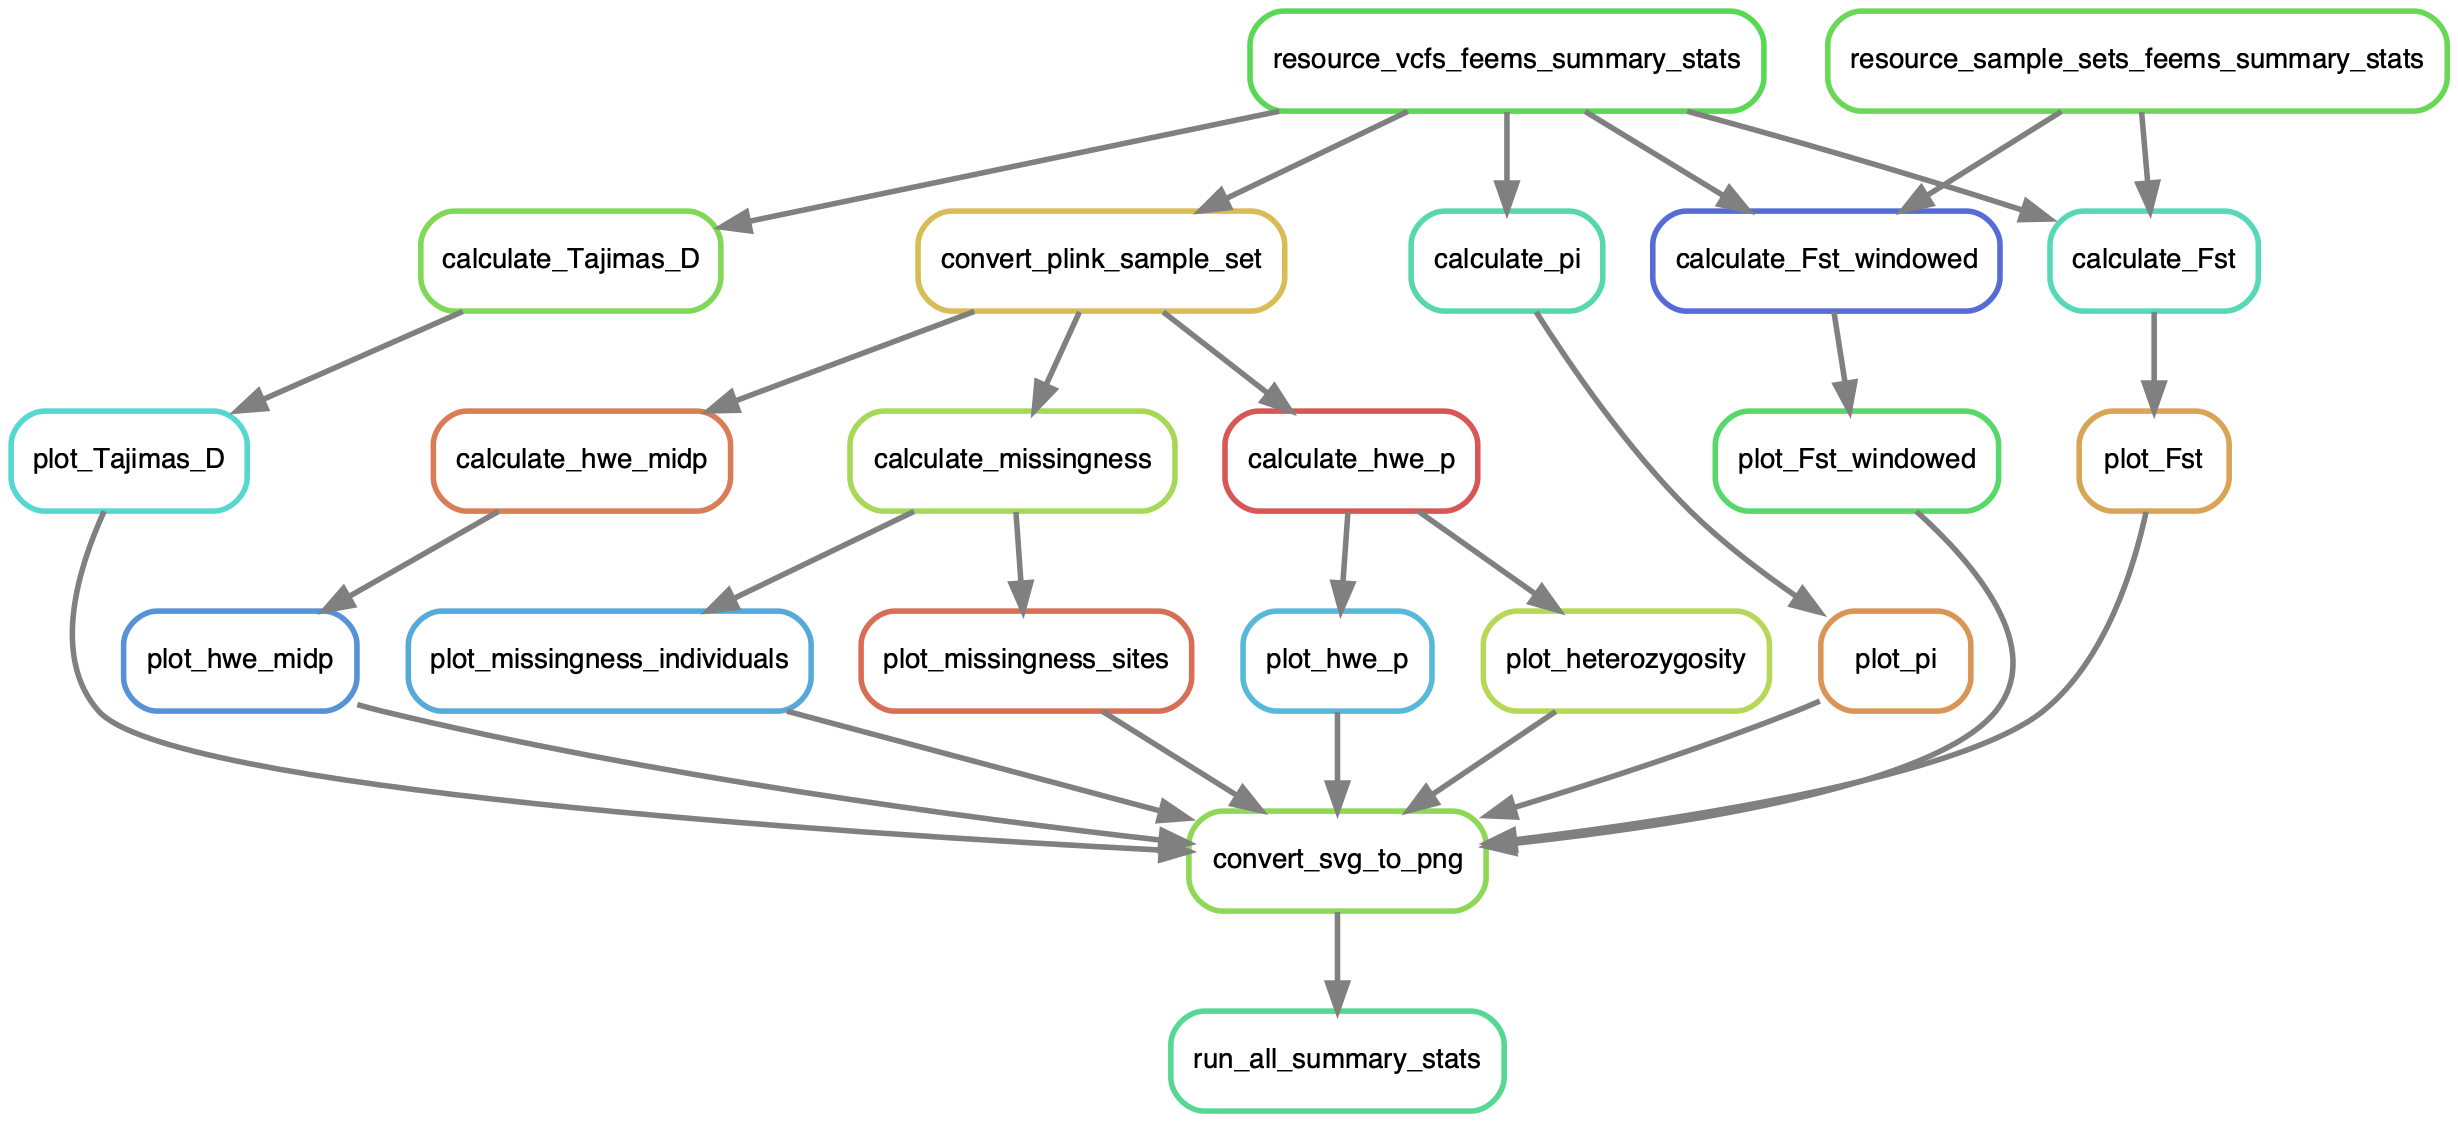 resource_vcfs_feems_summary_stats
resource_sample_sets_feems_summary_stats
calculate_Tajimas_D
convert_plink_sample_set
calculate_pi
calculate_Fst_windowed
calculate_Fst
plot_Tajimas_D
calculate_hwe_midp
calculate_missingness
calculate_hwe_p
plot_Fst_windowed
plot_Fst
plot_hwe_midp
plot_missingness_individuals
plot_missingness_sites
plot_hwe_p
plot_heterozygosity
plot_pi
convert_svg_to_png
run_all_summary_stats